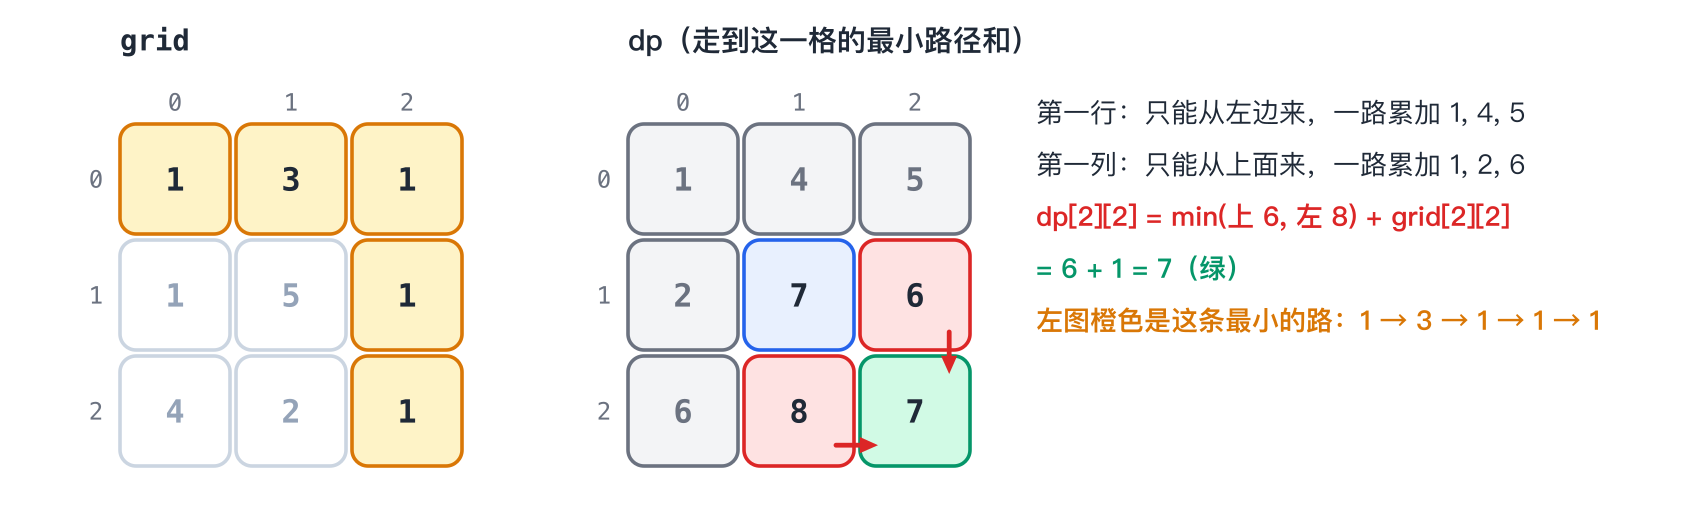 grid
0 1 2
0 1 3 1
1 1 5 1
2 4 2 1
dp（走到这一格的最小路径和）
0 1 2
0 1 4 5
1 2 7 6
2 6 8 7
第一行：只能从左边来，一路累加 1, 4, 5
第一列：只能从上面来，一路累加 1, 2, 6
dp[2][2] = min(上 6, 左 8) + grid[2][2]
= 6 + 1 = 7（绿）
左图橙色是这条最小的路：1 → 3 → 1 → 1 → 1